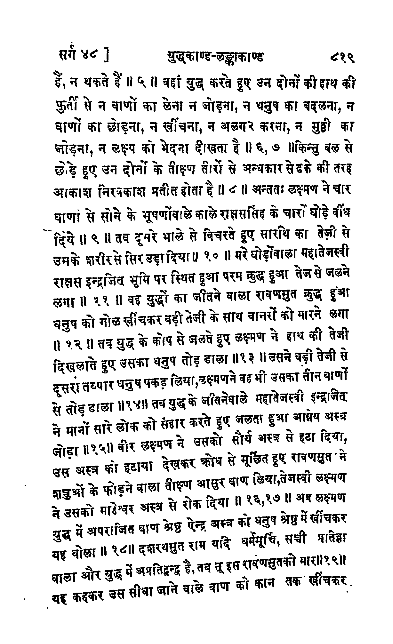 सर्ग ४८ ] युद्धकाण्ड-लङ्काकाण्ड ८१९
हैं, न थकते हैं ॥ ५ ॥ वहां युद्ध करते हुए उन दोनों की हाथ की
फुर्ती से न बाणों का लेना न जोड़ना, न धनुष का बदलना, न
बाणों का छोड़ना, न खींचना, न अलग करना, न मुट्ठी का
जोड़ना, न लक्ष्य का भेदना दीखता है ॥ ६, ७ ॥ किन्तु बल से
छोड़े हुए उन दोनों के तीक्ष्ण तीरों से अन्धकार से ढके की तरह
आकाश निरवकाश प्रतीत होता है ॥ ८ ॥ अन्ततः लक्ष्मण ने चार
बाणों से सोने के भूषणोंवाले काले राक्षससिंह के चारों घोड़े बींध
दिये ॥ ९ ॥ तब दूसरे भाले से विचरते हुए सारथि का तेज़ी से
उसके शरीर से सिर उड़ा दिया ॥ १० ॥ मरे घोड़ोंवाला महातेजस्वी
राक्षस इन्द्रजित् भूमि पर स्थित हुआ परम क्रुद्ध हुआ तेज से जलने
लगा ॥ ११ ॥ वह युद्धों का जीतने वाला रावणसुत क्रुद्ध हुआ
धनुष को गोल खींचकर बड़ी तेजी के साथ वानरों को मारने लगा
॥ १२ ॥ तब युद्ध के कोप से जलते हुए लक्ष्मण ने हाथ की तेजी
दिखलाते हुए उसका धनुष तोड़ डाला ॥ १३ ॥ उसने बड़ी तेजी से
दूसरा तय्यार धनुष पकड़ लिया, लक्ष्मण ने वह भी उसका तीन बाणों
से तोड़ डाला ॥ १४॥ तब युद्ध के जीतनेवाले महातेजस्वी इन्द्रजित्
ने मानों सारे लोक को संहार करते हुए जलता हुआ आग्नेय अस्त्र
जोड़ा ॥ १५॥ वीर लक्ष्मण ने उसको सौर्य अस्त्र से हटा दिया,
उस अस्त्र को हटाया देखकर क्रोध से मूर्छित हुए रावणसुत ने
शत्रुओं के फोड़ने वाला तीक्ष्ण आसुर बाण लिया, तेजस्वी लक्ष्मण
ने उसको माहेश्वर अस्त्र से रोक दिया ॥ १६,१७ ॥ अब लक्ष्मण
युद्ध में अपराजित बाण श्रेष्ठ ऐन्द्र अस्त्र को धनुष श्रेष्ठ में खींचकर
यह बोला ॥ १८॥ दशरथसुत राम यदि धर्ममूर्ति, सच्ची प्रतिज्ञा
वाला और युद्ध में अप्रतिद्वन्द्व है, तब तू इस रावणसुत को मार॥१९॥
यह कहकर उस सीधा जाने वाले बाण को कान तक खींचकर